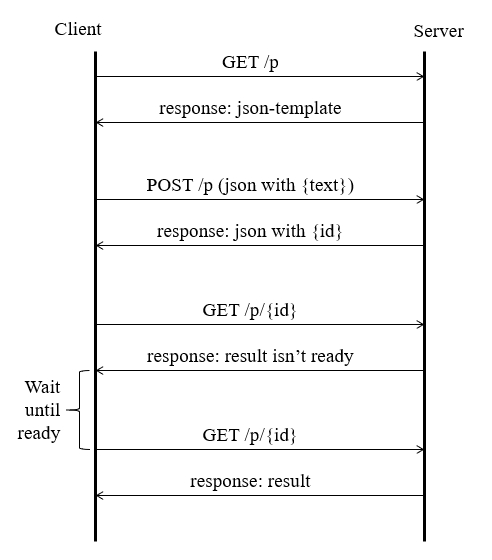 Client
Server
GET /p
response: json-template
POST /p (json with {text})
response: json with {id}
GET /p/{id}
response: result isn’t ready
Wait
until
ready
GET /p/{id}
response: result